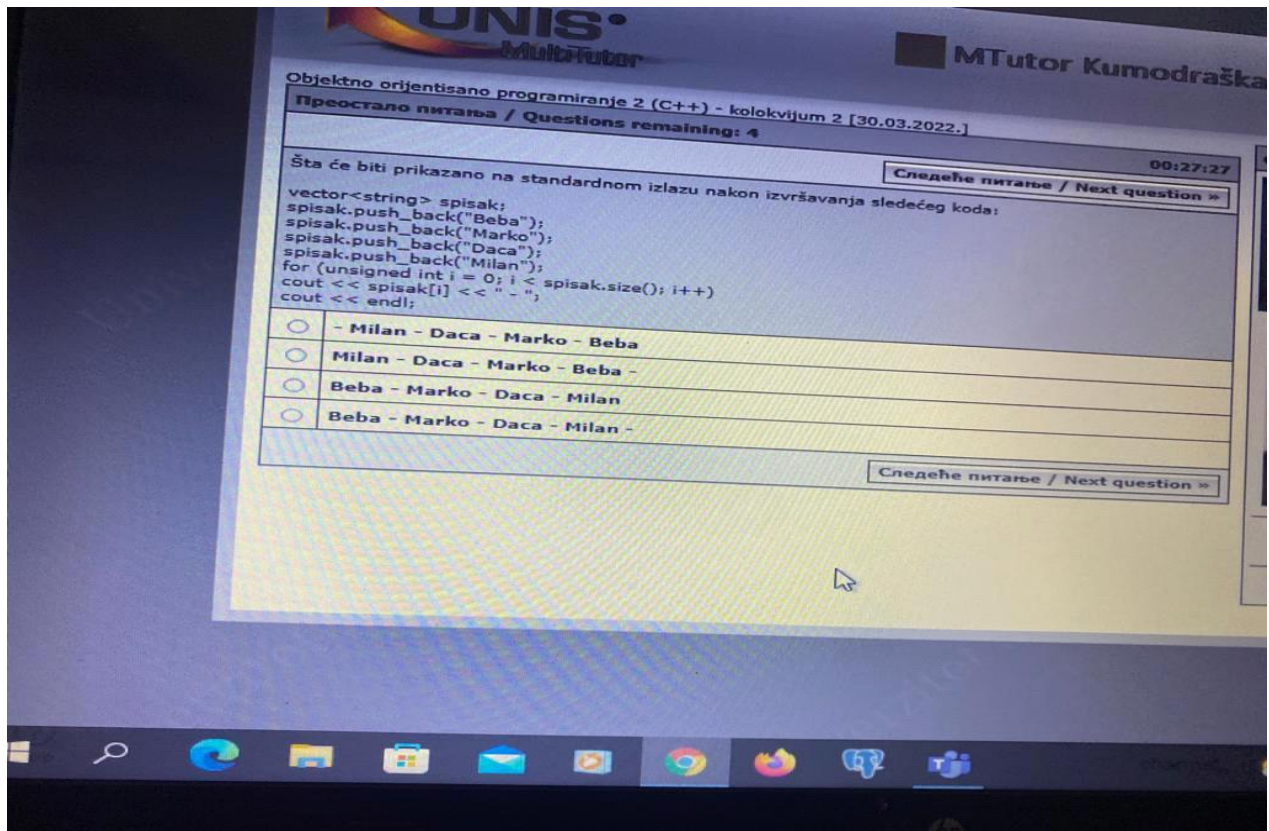 UNIS
MultiTutor
MTutor Kumodraška
Objektno orijentisano programiranje 2 (C++) - kolokvijum 2 [30.03.2022.]
Преостало питања / Questions remaining: 4
00:27:27
Следеће питање / Next question »
Šta će biti prikazano na standardnom izlazu nakon izvršavanja sledećeg koda:
vector<string> spisak;
spisak.push_back("Beba");
spisak.push_back("Marko");
spisak.push_back("Daca");
spisak.push_back("Milan");
for (unsigned int i = 0; i < spisak.size(); i++)
cout << spisak[i] << " - ";
cout << endl;
- Milan - Daca - Marko - Beba
Milan - Daca - Marko - Beba -
Beba - Marko - Daca - Milan
Beba - Marko - Daca - Milan -
Следеће питање / Next question »